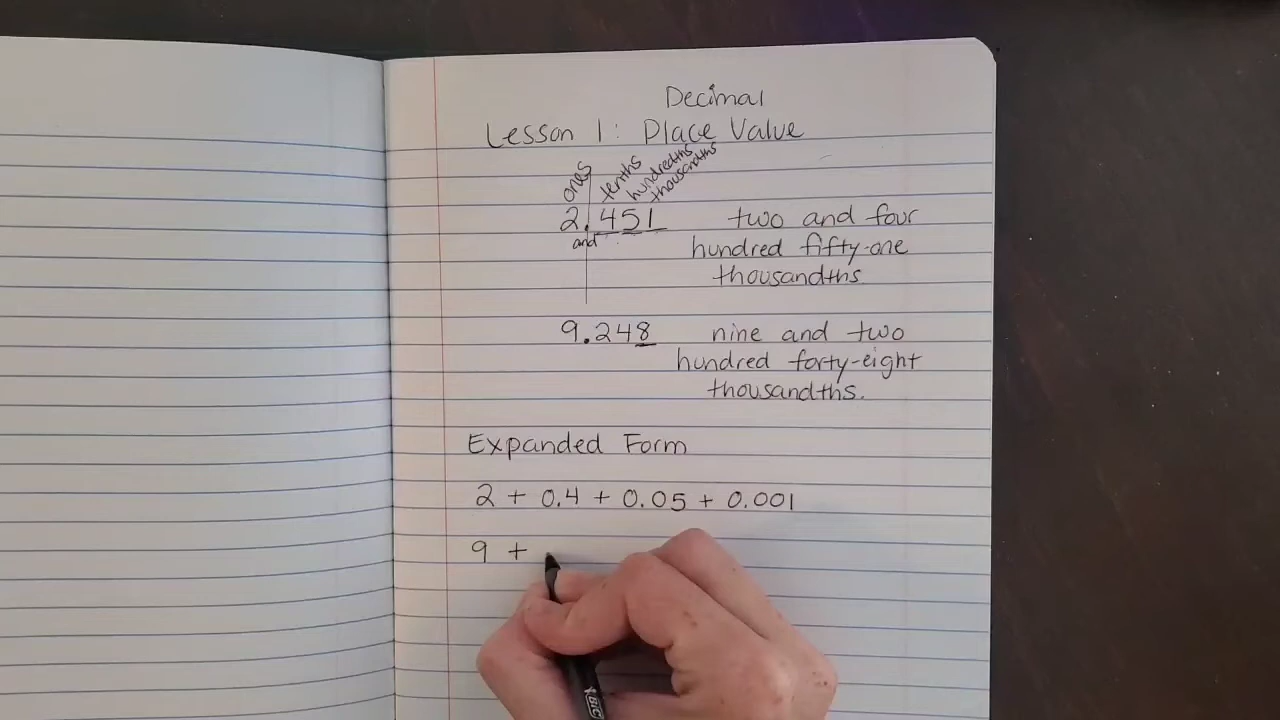 Decimal
Lesson 1: Place Value
ones tenths hundredths thousandths
2.451 two and four
and
hundred fifty-one
thousandths
9.248 nine and two
hundred forty-eight
thousandths.
Expanded Form
2 + 0.4 + 0.05 + 0.001
9 +
BIC